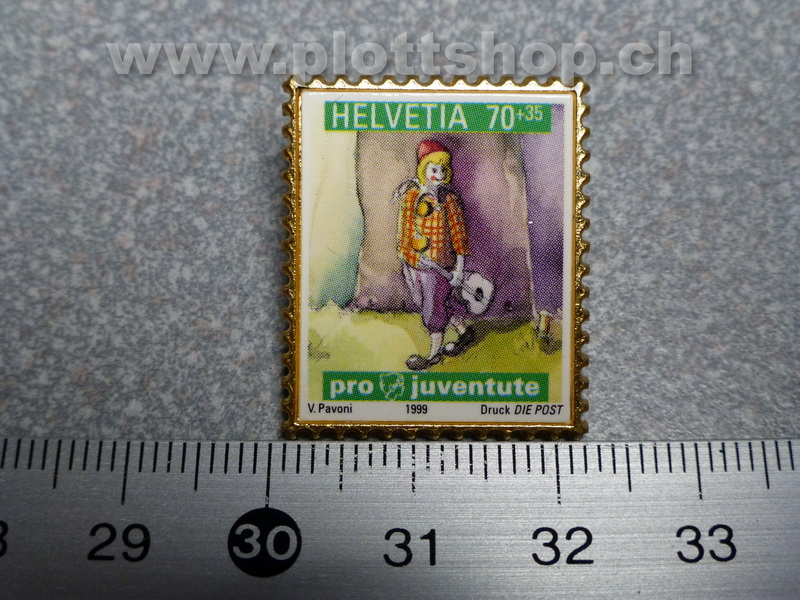 www.plottshop.ch
HELVETIA 70+35
pro juventute
V. Pavoni 1999 Druck DIE POST
29 30 31 32 33